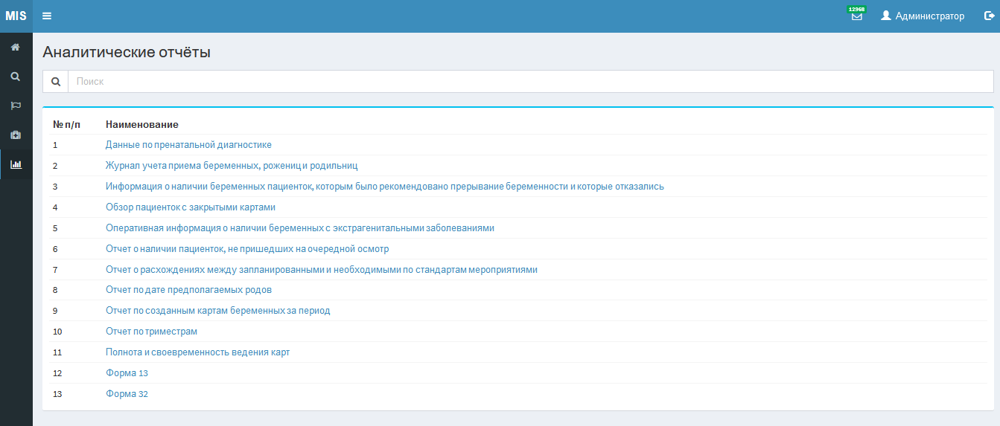 MIS
12968
Администратор
Аналитические отчёты
Поиск
№ п/п Наименование
1 Данные по пренатальной диагностике
2 Журнал учета приема беременных, рожениц и родильниц
3 Информация о наличии беременных пациенток, которым было рекомендовано прерывание беременности и которые отказались
4 Обзор пациенток с закрытыми картами
5 Оперативная информация о наличии беременных с экстрагенитальными заболеваниями
6 Отчет о наличии пациенток, не пришедших на очередной осмотр
7 Отчет о расхождениях между запланированными и необходимыми по стандартам мероприятиями
8 Отчет по дате предполагаемых родов
9 Отчет по созданным картам беременных за период
10 Отчет по триместрам
11 Полнота и своевременность ведения карт
12 Форма 13
13 Форма 32